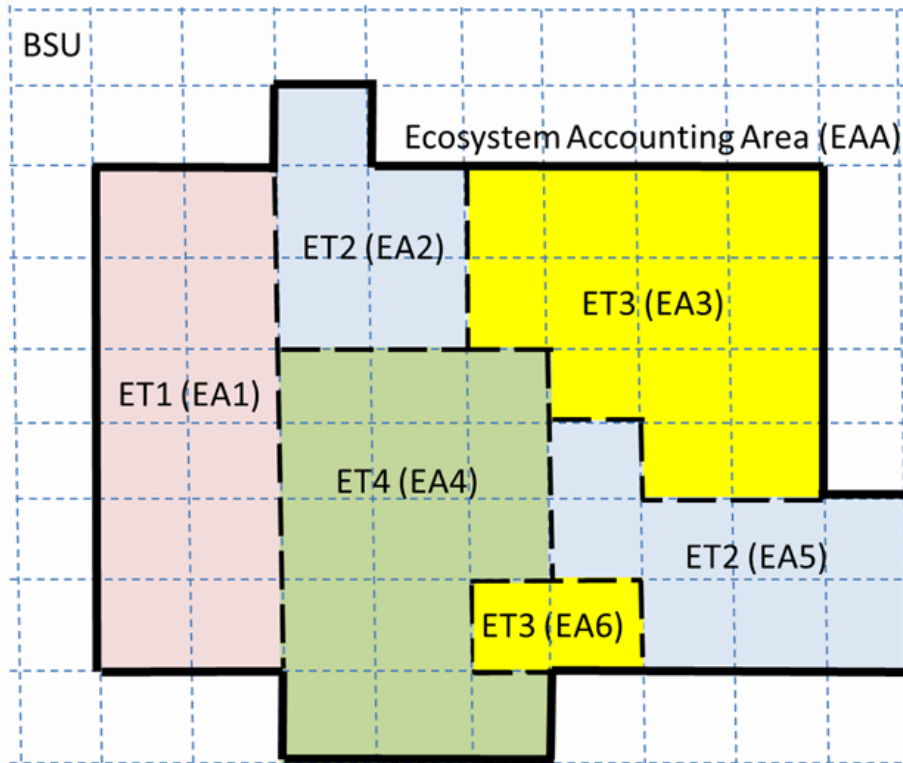 BSU
Ecosystem Accounting Area (EAA)
ET2 (EA2)
ET3 (EA3)
ET1 (EA1)
ET4 (EA4)
ET2 (EA5)
ET3 (EA6)